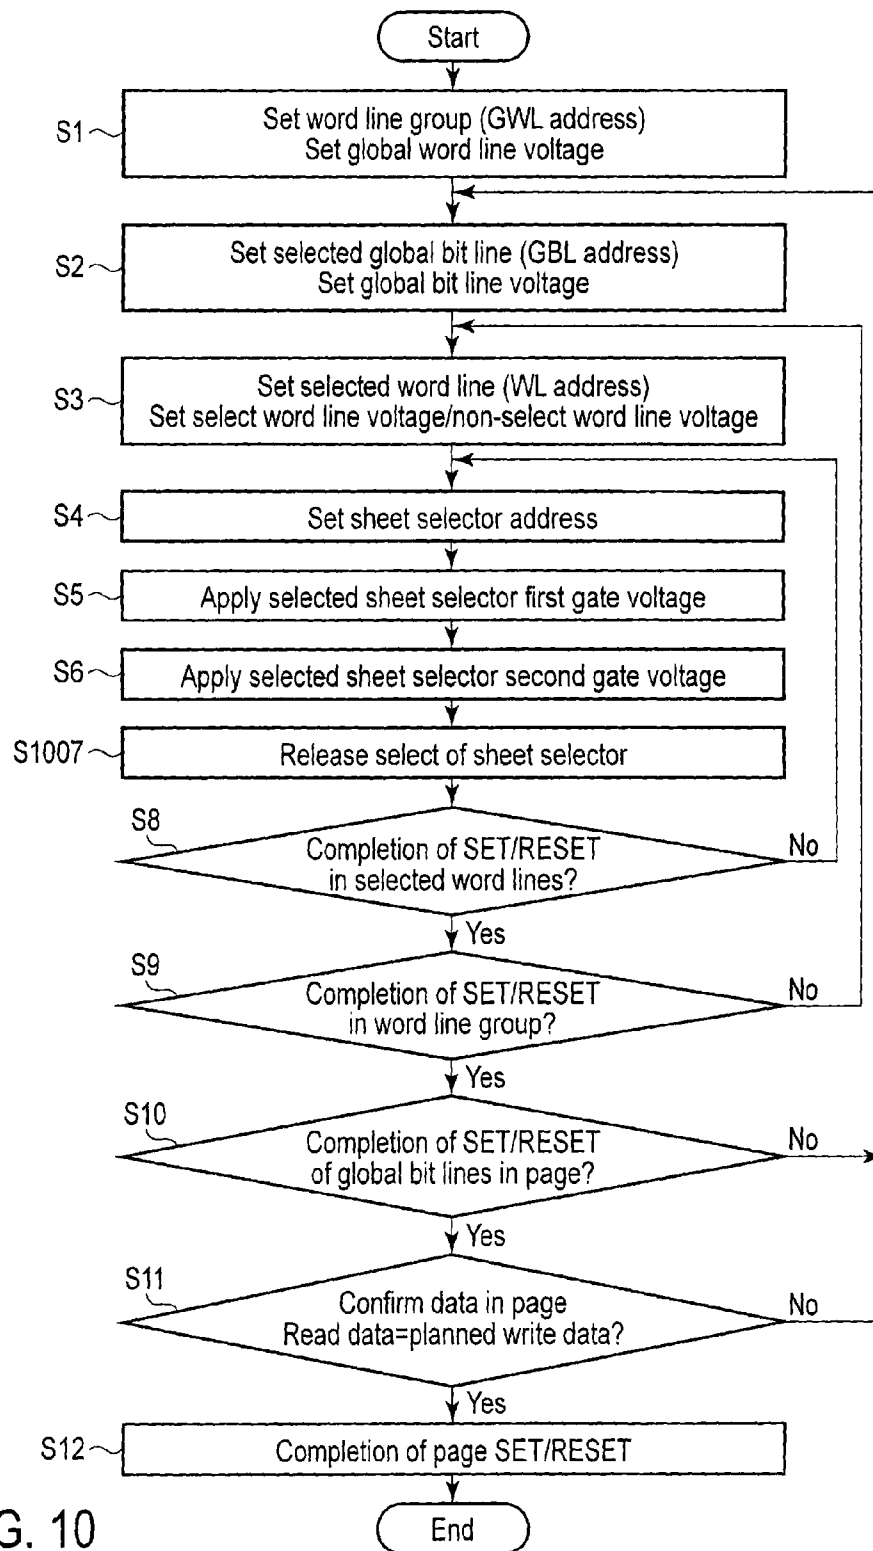 Start
S1
Set word line group (GWL address)
Set global word line voltage
S2
Set selected global bit line (GBL address)
Set global bit line voltage
S3
Set selected word line (WL address)
Set select word line voltage/non-select word line voltage
S4
Set sheet selector address
S5
Apply selected sheet selector first gate voltage
S6
Apply selected sheet selector second gate voltage
S1007
Release select of sheet selector
S8
Completion of SET/RESET
in selected word lines?
No
Yes
S9
Completion of SET/RESET
in word line group?
No
Yes
S10
Completion of SET/RESET
of global bit lines in page?
No
Yes
S11
Confirm data in page
Read data=planned write data?
No
Yes
S12
Completion of page SET/RESET
End
G. 10